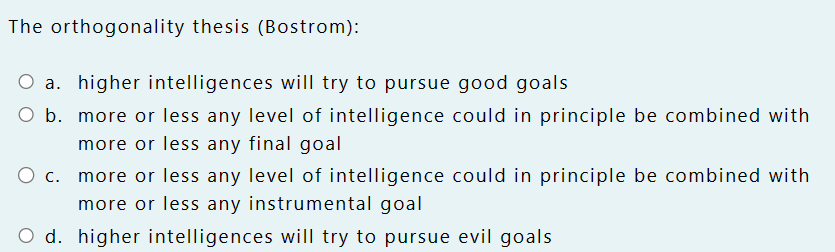 The orthogonality thesis (Bostrom):
a. higher intelligences will try to pursue good goals
b. more or less any level of intelligence could in principle be combined with
more or less any final goal
c. more or less any level of intelligence could in principle be combined with
more or less any instrumental goal
d. higher intelligences will try to pursue evil goals